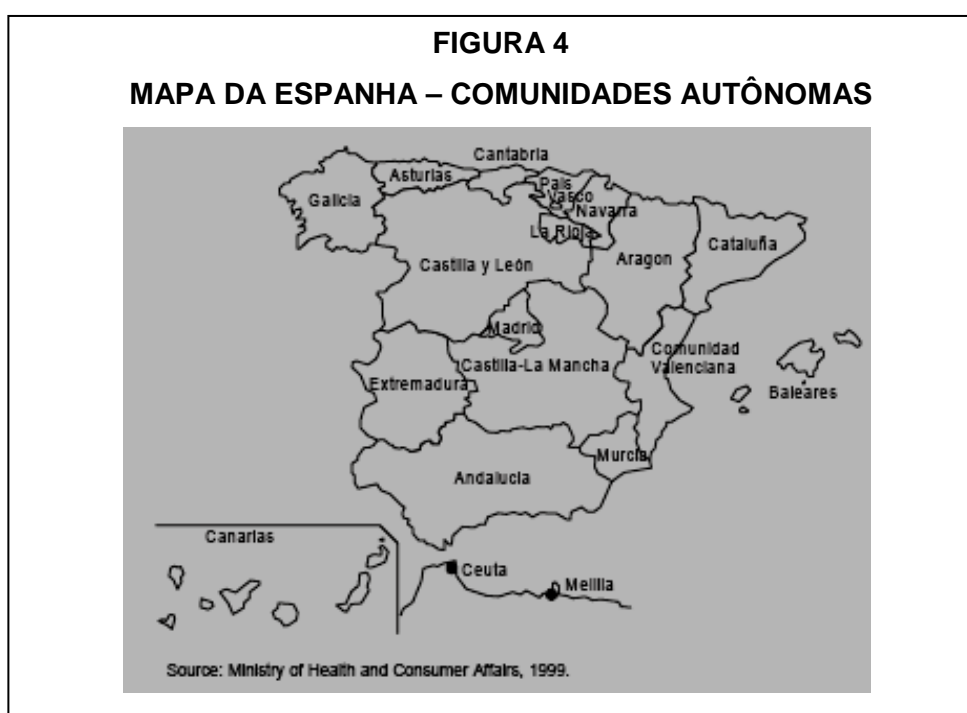 FIGURA 4
MAPA DA ESPANHA – COMUNIDADES AUTÔNOMAS
Cantabria
Asturias
Galicia
País
Vasco
Navarra
La Rioja
Castilla y León
Aragon
Cataluña
Madrid
Castilla-La Mancha
Comunidad
Valenciana
Extremadura
Baleares
Murcia
Andalucia
Canarias
Ceuta
Melilla
Source: Ministry of Health and Consumer Affairs, 1999.